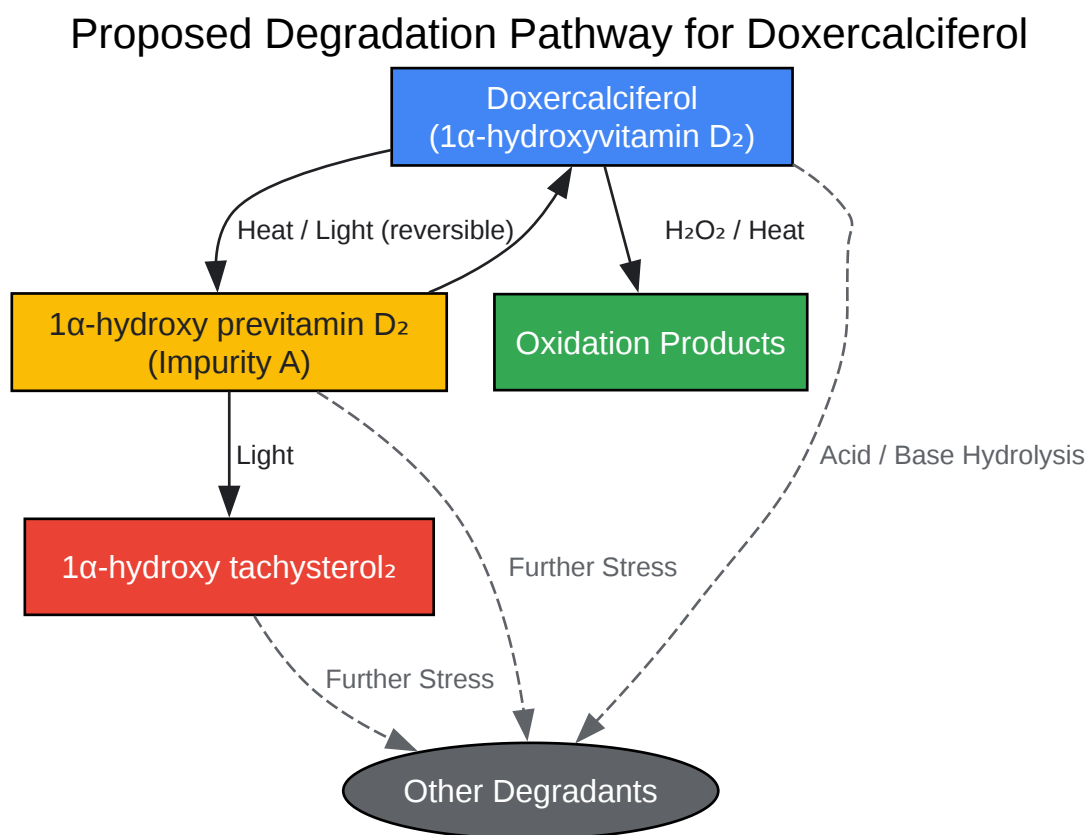 Proposed Degradation Pathway for Doxercalciferol
Doxercalciferol
(1α-hydroxyvitamin D₂)
Heat / Light (reversible)
H₂O₂ / Heat
1α-hydroxy previtamin D₂
(Impurity A)
Oxidation Products
Light
Acid / Base Hydrolysis
1α-hydroxy tachysterol₂
Further Stress
Further Stress
Other Degradants